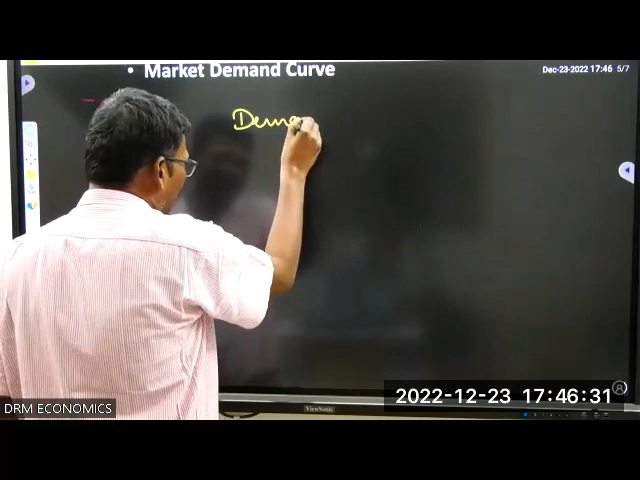 • Market Demand Curve
Dec-23-2022 17:46 5/7
Dema
2022-12-23 17:46:31
DRM ECONOMICS
ViewSonic